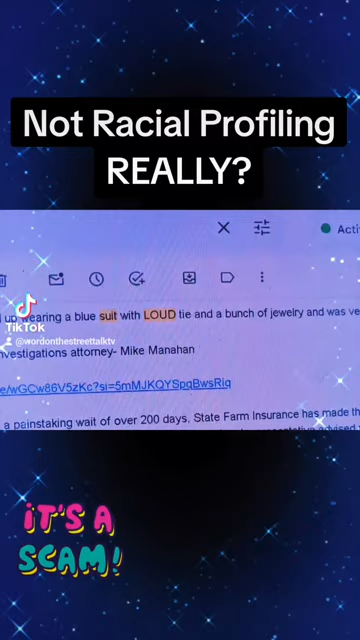 Not Racial Profiling
REALLY?
Acti
up wearing a blue suit with LOUD tie and a bunch of jewelry and was ve
TikTok
@wordonthestreettalktv
nvestigations attorney- Mike Manahan
e/wGCw86V5zKc?si=5mMJKQYSpqBwsRiq
a painstaking wait of over 200 days, State Farm Insurance has made th
IT'S A
SCAM!